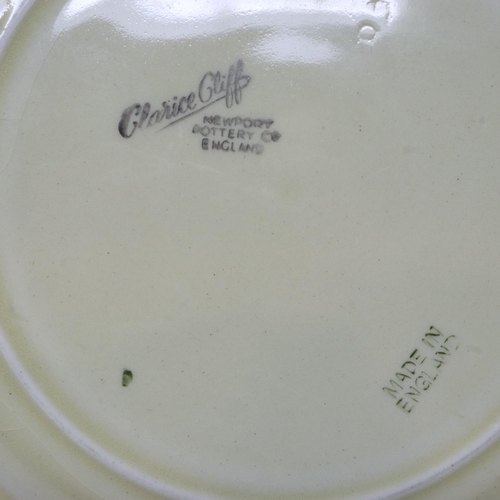 Clarice Cliff
NEWPORT
POTTERY CO
ENGLAND
MADE IN
ENGLAND